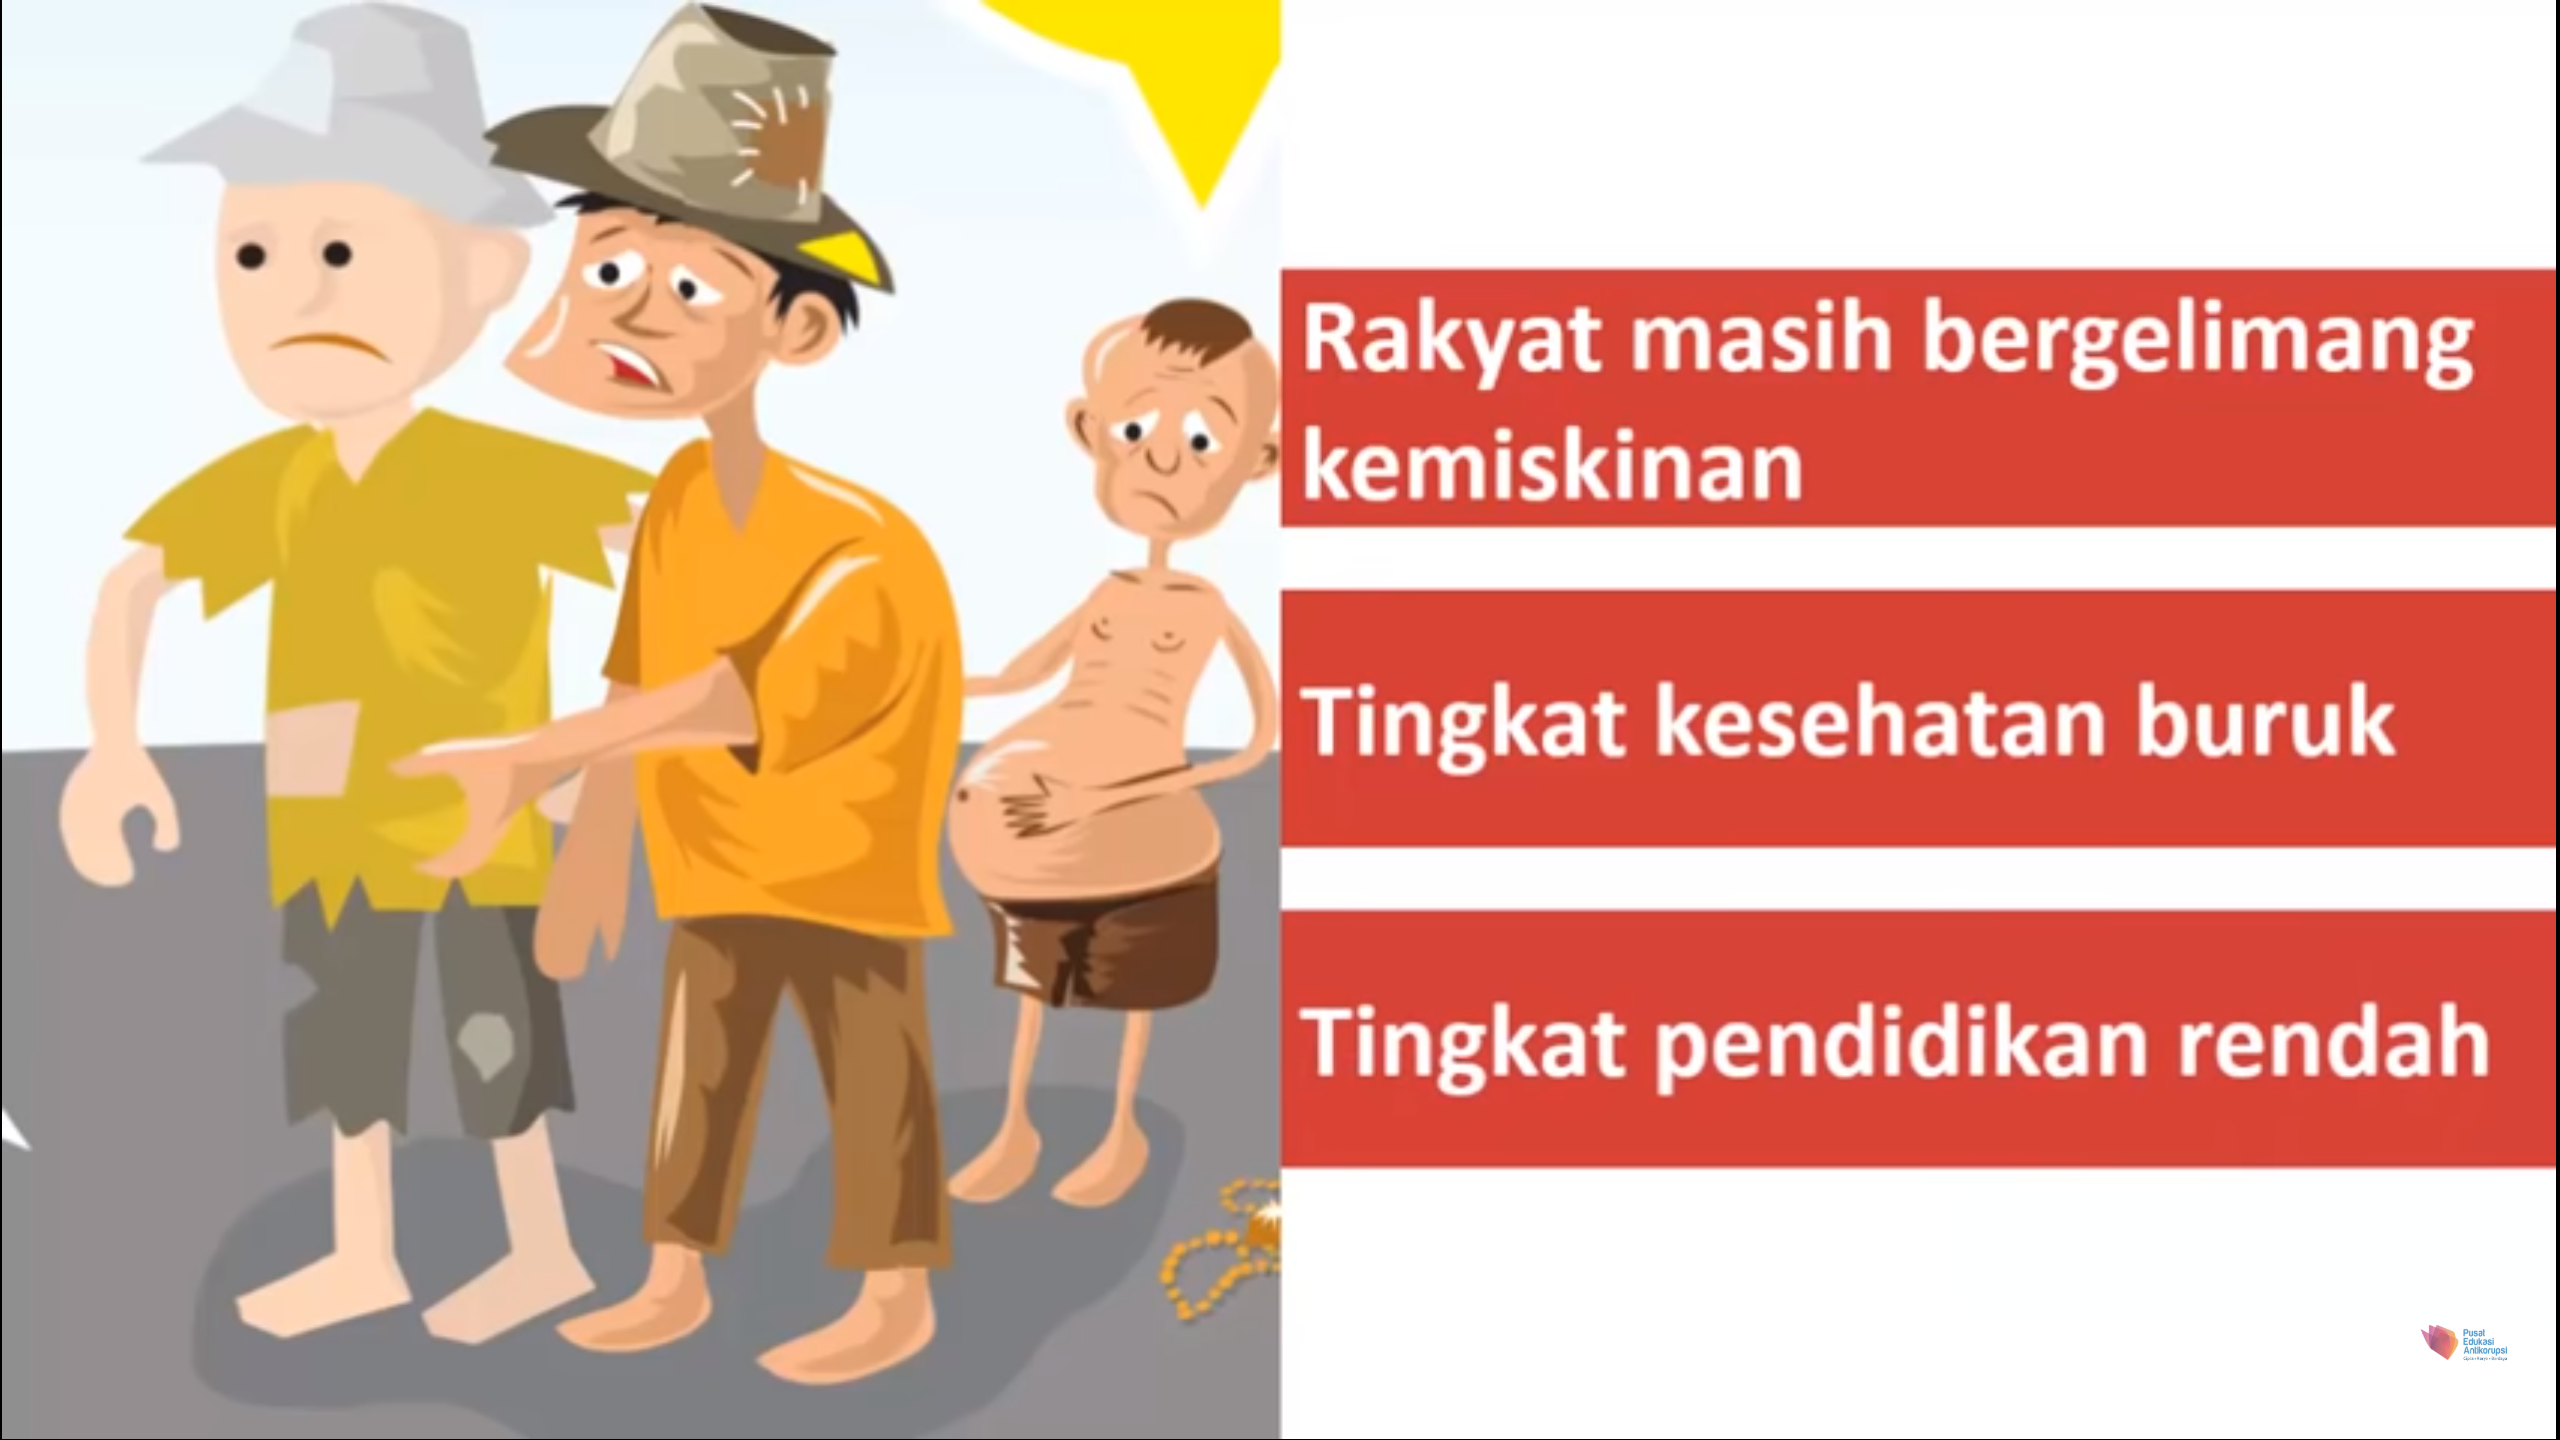 Rakyat masih bergelimang
kemiskinan
Tingkat kesehatan buruk
Tingkat pendidikan rendah
Pusat
Edukasi
Antikorupsi